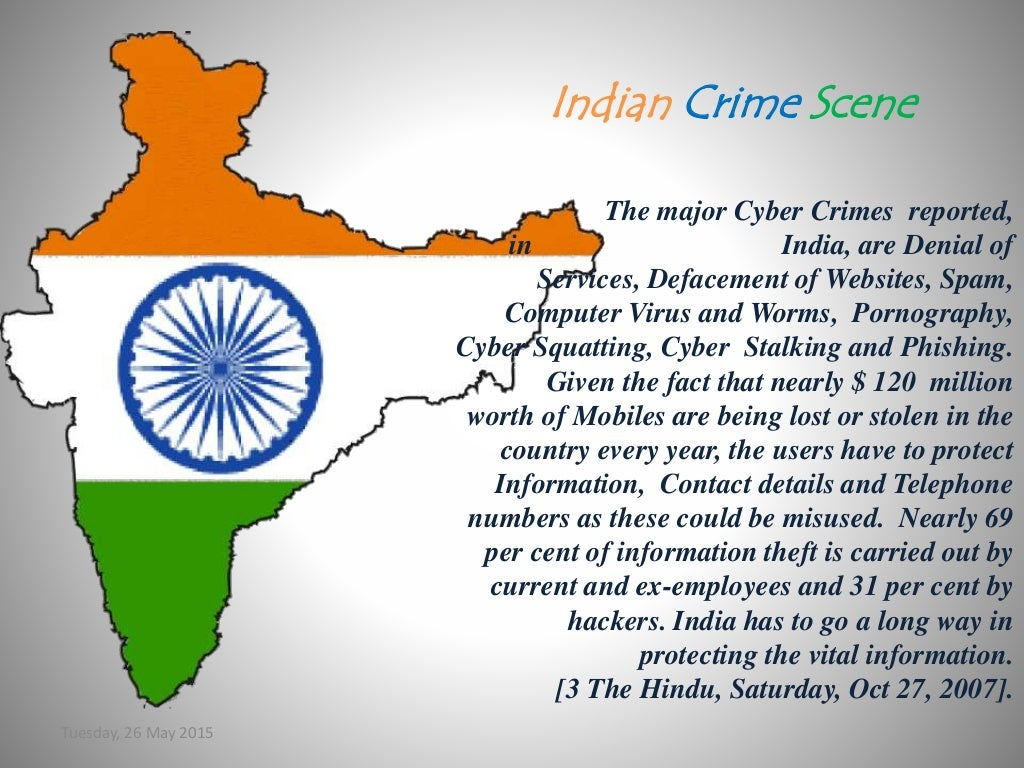 Indian Crime Scene
The major Cyber Crimes reported,
in India, are Denial of
Services, Defacement of Websites, Spam,
Computer Virus and Worms, Pornography,
Cyber Squatting, Cyber Stalking and Phishing.
Given the fact that nearly $ 120 million
worth of Mobiles are being lost or stolen in the
country every year, the users have to protect
Information, Contact details and Telephone
numbers as these could be misused. Nearly 69
per cent of information theft is carried out by
current and ex-employees and 31 per cent by
hackers. India has to go a long way in
protecting the vital information.
[3 The Hindu, Saturday, Oct 27, 2007].
Tuesday, 26 May 2015